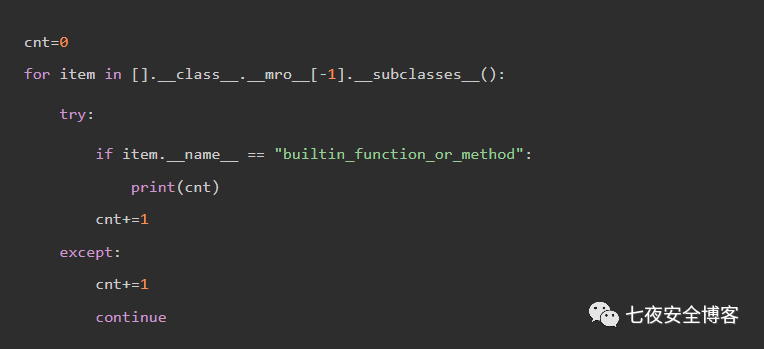 cnt=0
for item in [].__class__.__mro__[-1].__subclasses__():
    try:
        if item.__name__ == "builtin_function_or_method":
            print(cnt)
        cnt+=1
    except:
        cnt+=1
        continue
七夜安全博客